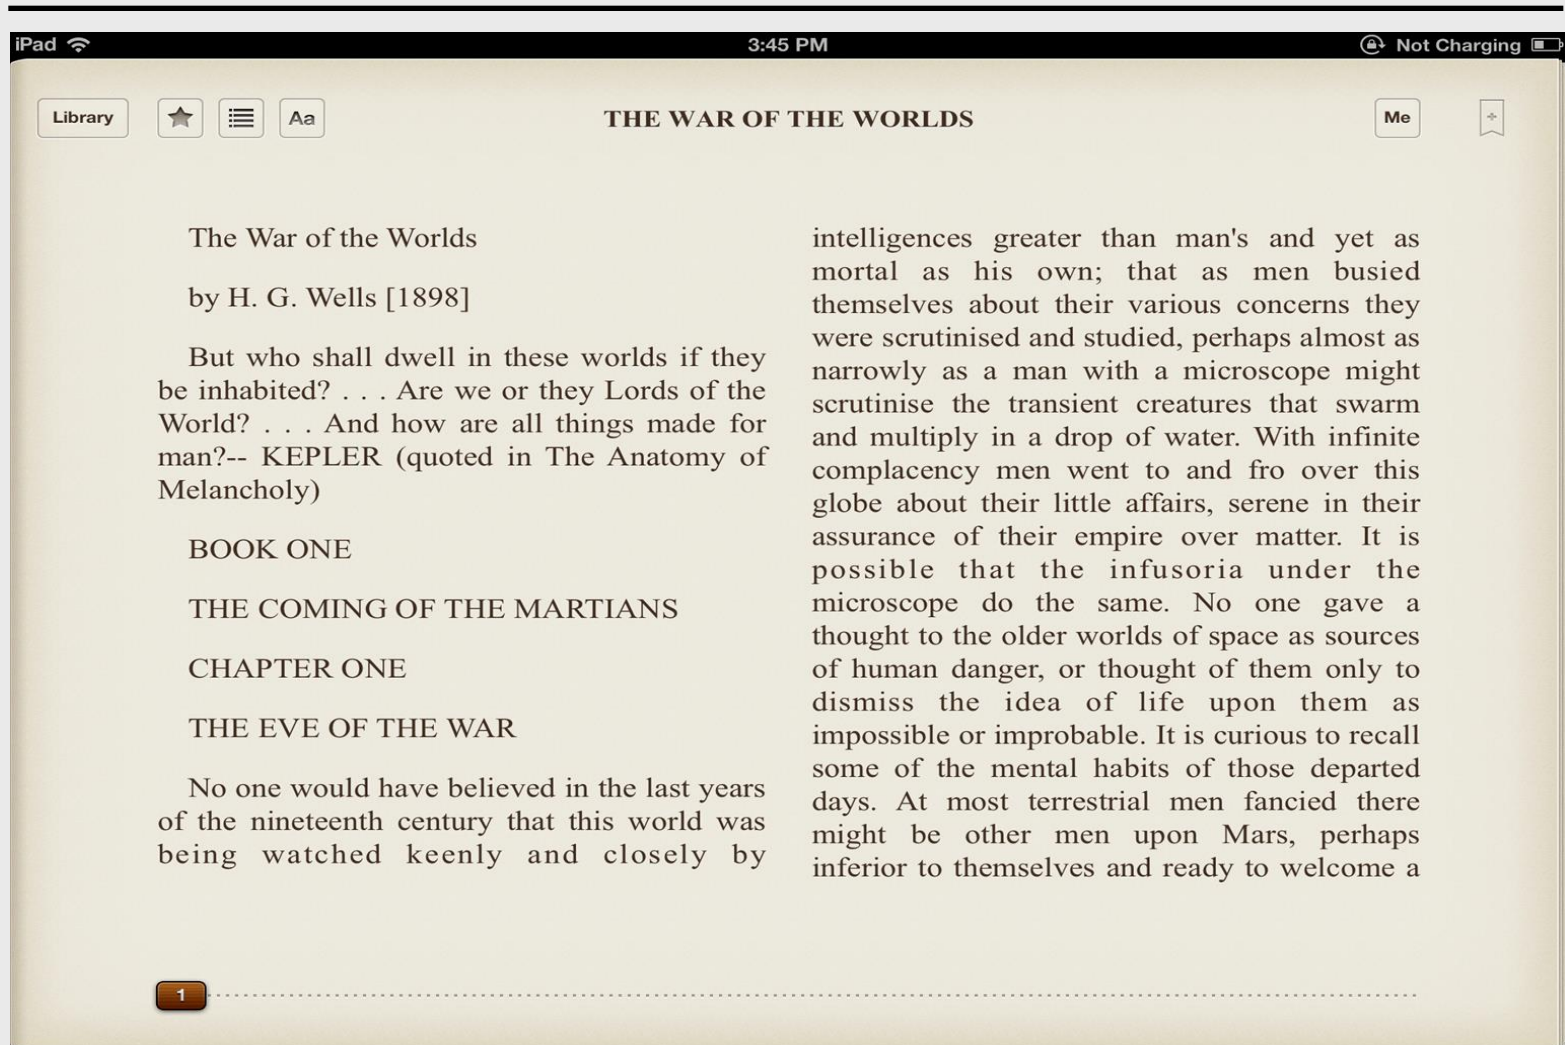 iPad
3:45 PM
Not Charging
Library
Aa
THE WAR OF THE WORLDS
Me
The War of the Worlds
by H. G. Wells [1898]
But who shall dwell in these worlds if they
be inhabited? . . . Are we or they Lords of the
World? . . . And how are all things made for
man?-- KEPLER (quoted in The Anatomy of
Melancholy)
BOOK ONE
THE COMING OF THE MARTIANS
CHAPTER ONE
THE EVE OF THE WAR
No one would have believed in the last years
of the nineteenth century that this world was
being watched keenly and closely by
intelligences greater than man's and yet as
mortal as his own; that as men busied
themselves about their various concerns they
were scrutinised and studied, perhaps almost as
narrowly as a man with a microscope might
scrutinise the transient creatures that swarm
and multiply in a drop of water. With infinite
complacency men went to and fro over this
globe about their little affairs, serene in their
assurance of their empire over matter. It is
possible that the infusoria under the
microscope do the same. No one gave a
thought to the older worlds of space as sources
of human danger, or thought of them only to
dismiss the idea of life upon them as
impossible or improbable. It is curious to recall
some of the mental habits of those departed
days. At most terrestrial men fancied there
might be other men upon Mars, perhaps
inferior to themselves and ready to welcome a
1